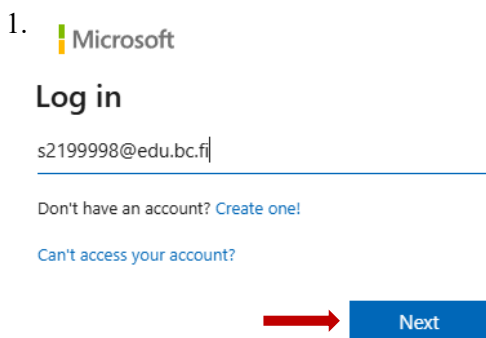 1.
Microsoft
Log in
s2199998@edu.bc.fi
Don't have an account? Create one!
Can't access your account?
Next